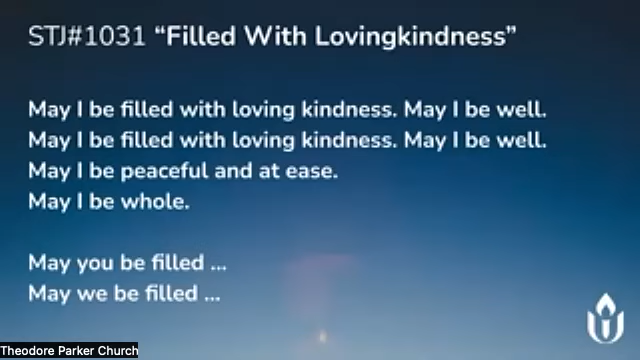 STJ#1031 “Filled With Lovingkindness”
May I be filled with loving kindness. May I be well.
May I be filled with loving kindness. May I be well.
May I be peaceful and at ease.
May I be whole.
May you be filled ...
May we be filled ...
Theodore Parker Church